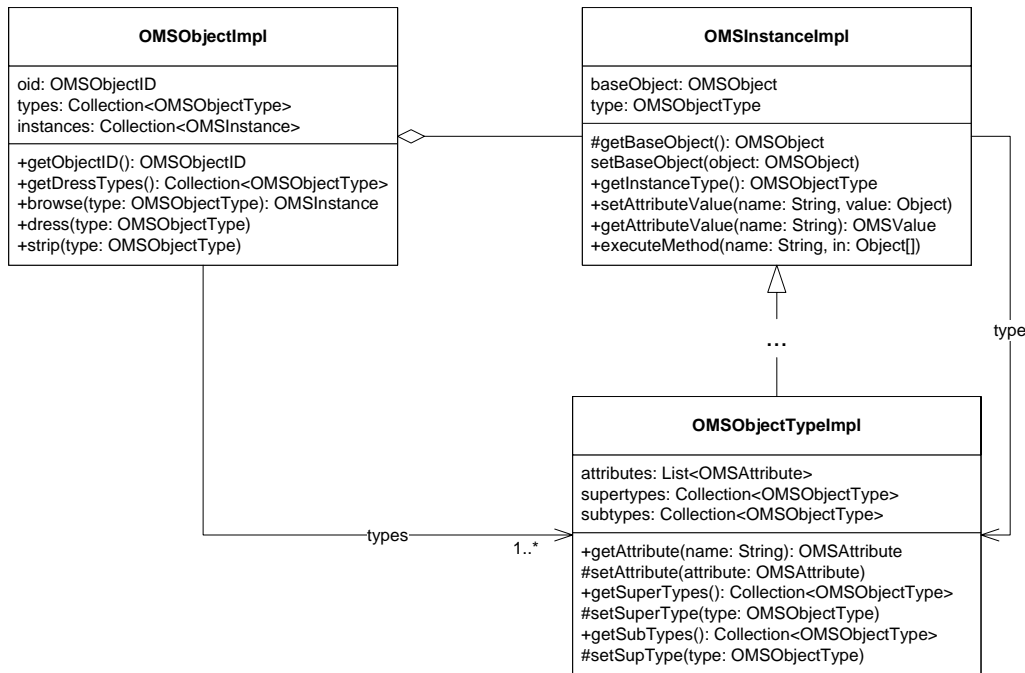 OMSObjectImpl
oid: OMSObjectID
types: Collection<OMSObjectType>
instances: Collection<OMSInstance>
+getObjectID(): OMSObjectID
+getDressTypes(): Collection<OMSObjectType>
+browse(type: OMSObjectType): OMSInstance
+dress(type: OMSObjectType)
+strip(type: OMSObjectType)
OMSInstanceImpl
baseObject: OMSObject
type: OMSObjectType
#getBaseObject(): OMSObject
setBaseObject(object: OMSObject)
+getInstanceType(): OMSObjectType
+setAttributeValue(name: String, value: Object)
+getAttributeValue(name: String): OMSValue
+executeMethod(name: String, in: Object[])
type
...
OMSObjectTypeImpl
attributes: List<OMSAttribute>
supertypes: Collection<OMSObjectType>
subtypes: Collection<OMSObjectType>
+getAttribute(name: String): OMSAttribute
#setAttribute(attribute: OMSAttribute)
+getSuperTypes(): Collection<OMSObjectType>
#setSuperType(type: OMSObjectType)
+getSubTypes(): Collection<OMSObjectType>
#setSupType(type: OMSObjectType)
types
1..*